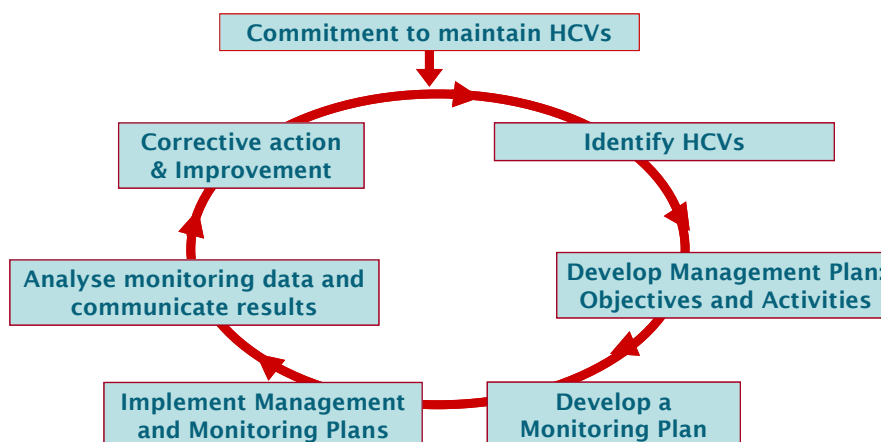 Commitment to maintain HCVs
Identify HCVs
Develop Management Plan:
Objectives and Activities
Develop a
Monitoring Plan
Implement Management
and Monitoring Plans
Analyse monitoring data and
communicate results
Corrective action
& Improvement